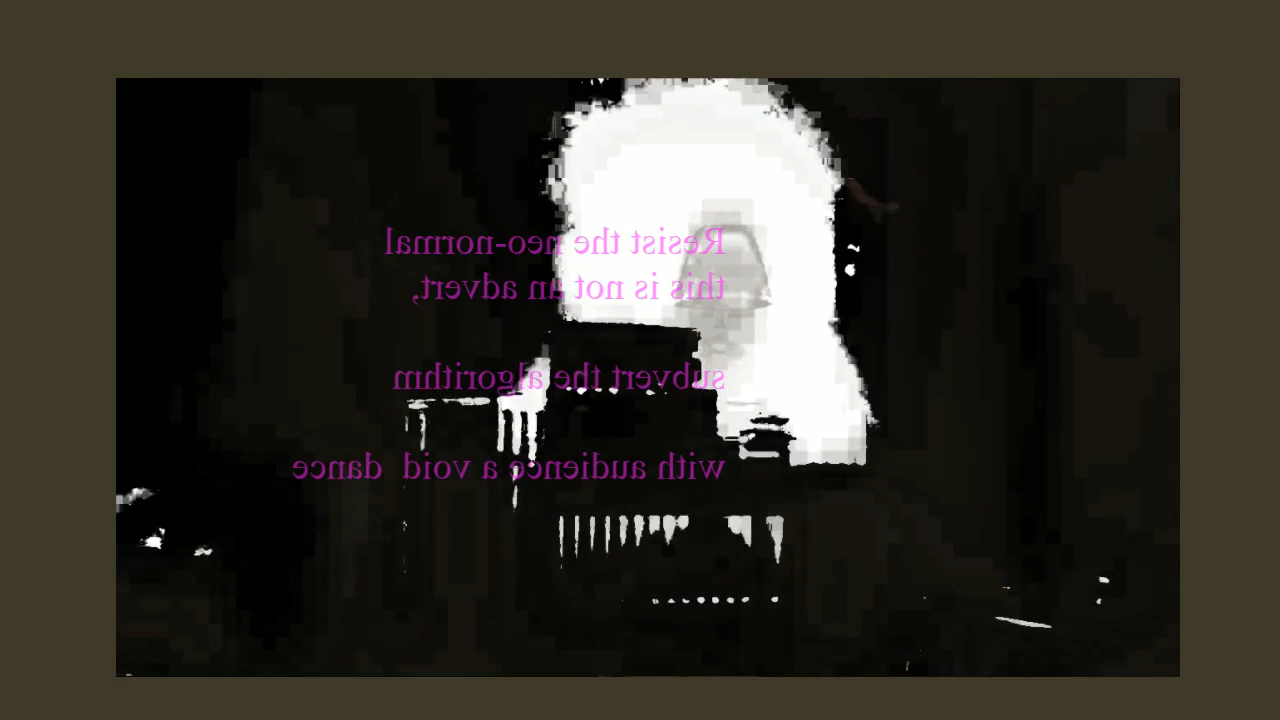 Resist the neo-normal
this is not an advert,
subvert the algorithm
with audience a void  dance